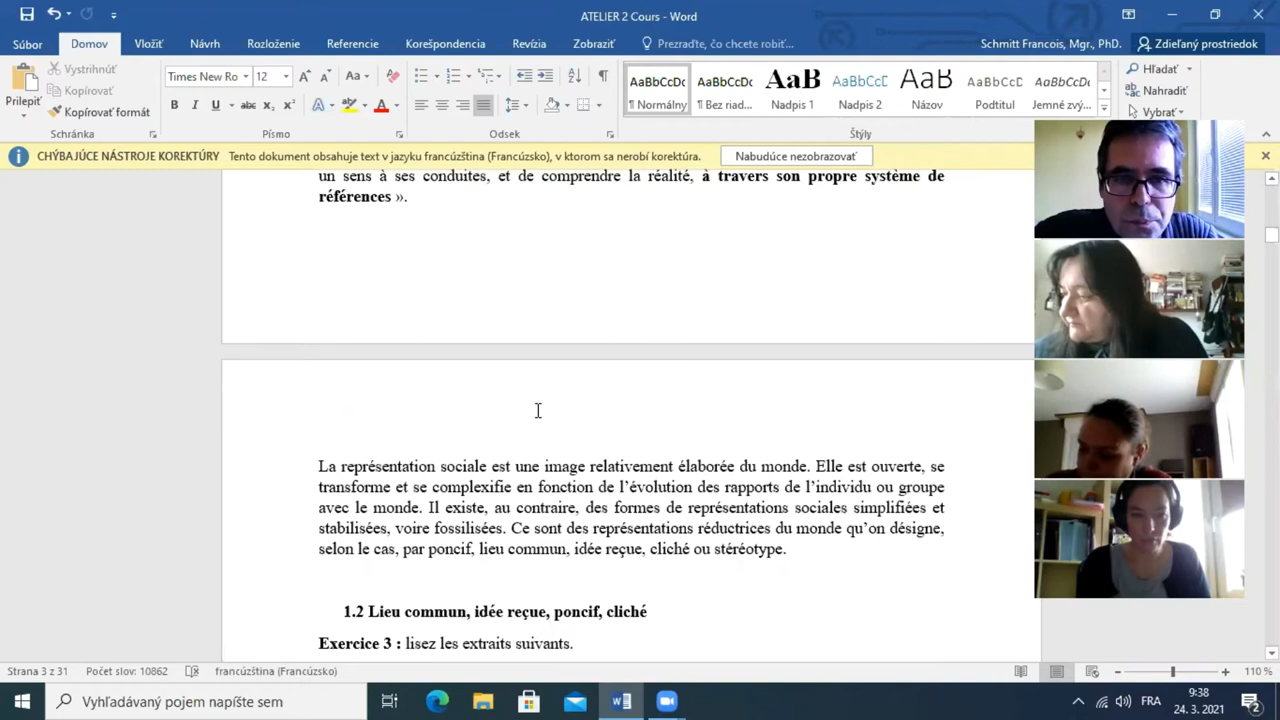 ATELIER 2 Cours - Word
Súbor Domov Vložiť Návrh Rozloženie Referencie Korešpondencia Revízia Zobraziť Prezraďte, čo chcete robiť... Schmitt Francois, Mgr., PhD. Zdieľaný prostriedok
Prilepiť
Vystrihnúť
Kopírovať
Kopírovať formát
Schránka
Times New Ro 12
Písmo
Odsek
AaBbCcDc AaBbCcDc AaB AaBbCcD AaB AaBbCcD AaBbCcDc
¶ Normálny ¶ Bez riad... Nadpis 1 Nadpis 2 Názov Podtitul Jemné zvý...
Štýly
Hľadať
Nahradiť
Vybrať
CHÝBAJÚCE NÁSTROJE KOREKTÚRY Tento dokument obsahuje text v jazyku francúzština (Francúzsko), v ktorom sa nerobí korektúra. Nabudúce nezobrazovať
un sens à ses conduites, et de comprendre la réalité, à travers son propre système de
références ».
La représentation sociale est une image relativement élaborée du monde. Elle est ouverte, se
transforme et se complexifie en fonction de l’évolution des rapports de l’individu ou groupe
avec le monde. Il existe, au contraire, des formes de représentations sociales simplifiées et
stabilisées, voire fossilisées. Ce sont des représentations réductrices du monde qu’on désigne,
selon le cas, par poncif, lieu commun, idée reçue, cliché ou stéréotype.
1.2 Lieu commun, idée reçue, poncif, cliché
Exercice 3 : lisez les extraits suivants.
Strana 3 z 31 Počet slov: 10862 francúzština (Francúzsko) 110 %
Vyhľadávaný pojem napíšte sem
FRA
9:38
24. 3. 2021
2